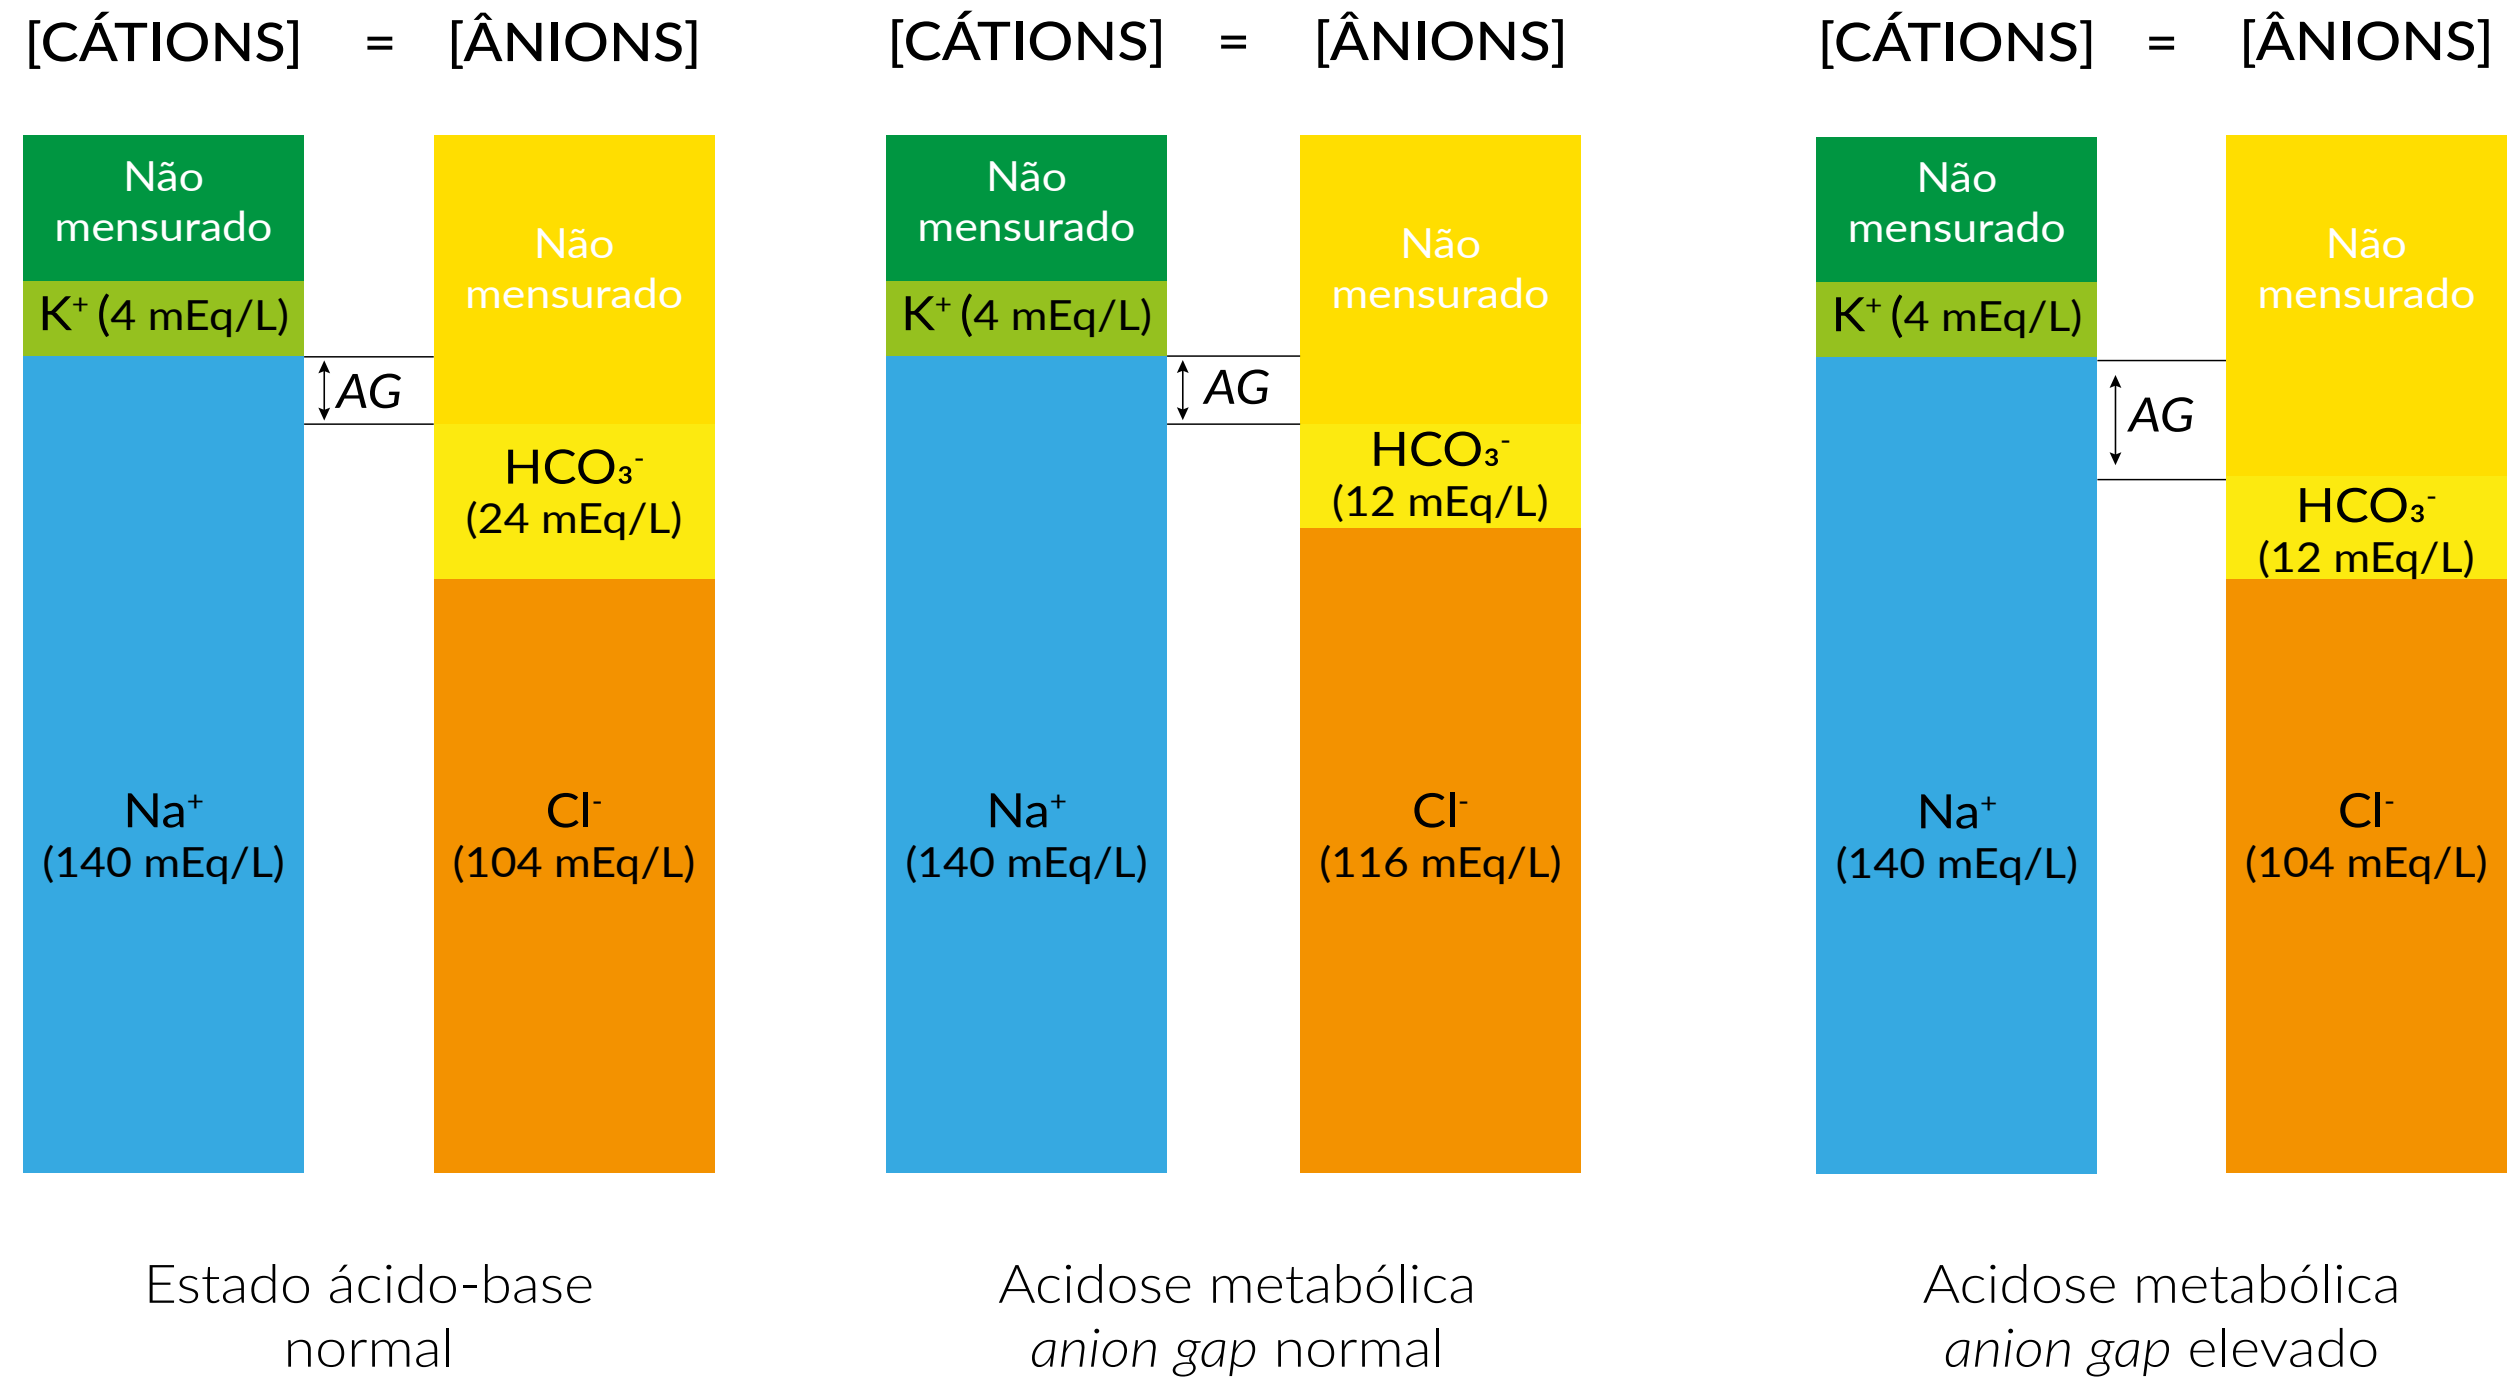 [CÁTIONS] = [ÂNIONS]
Não
mensurado
K⁺ (4 mEq/L)
Na⁺
(140 mEq/L)
AG
Não
mensurado
HCO₃⁻
(24 mEq/L)
Cl⁻
(104 mEq/L)
Estado ácido-base
normal
[CÁTIONS] = [ÂNIONS]
Não
mensurado
K⁺ (4 mEq/L)
Na⁺
(140 mEq/L)
AG
Não
mensurado
HCO₃⁻
(12 mEq/L)
Cl⁻
(116 mEq/L)
Acidose metabólica
anion gap normal
[CÁTIONS] = [ÂNIONS]
Não
mensurado
K⁺ (4 mEq/L)
Na⁺
(140 mEq/L)
AG
Não
mensurado
HCO₃⁻
(12 mEq/L)
Cl⁻
(104 mEq/L)
Acidose metabólica
anion gap elevado